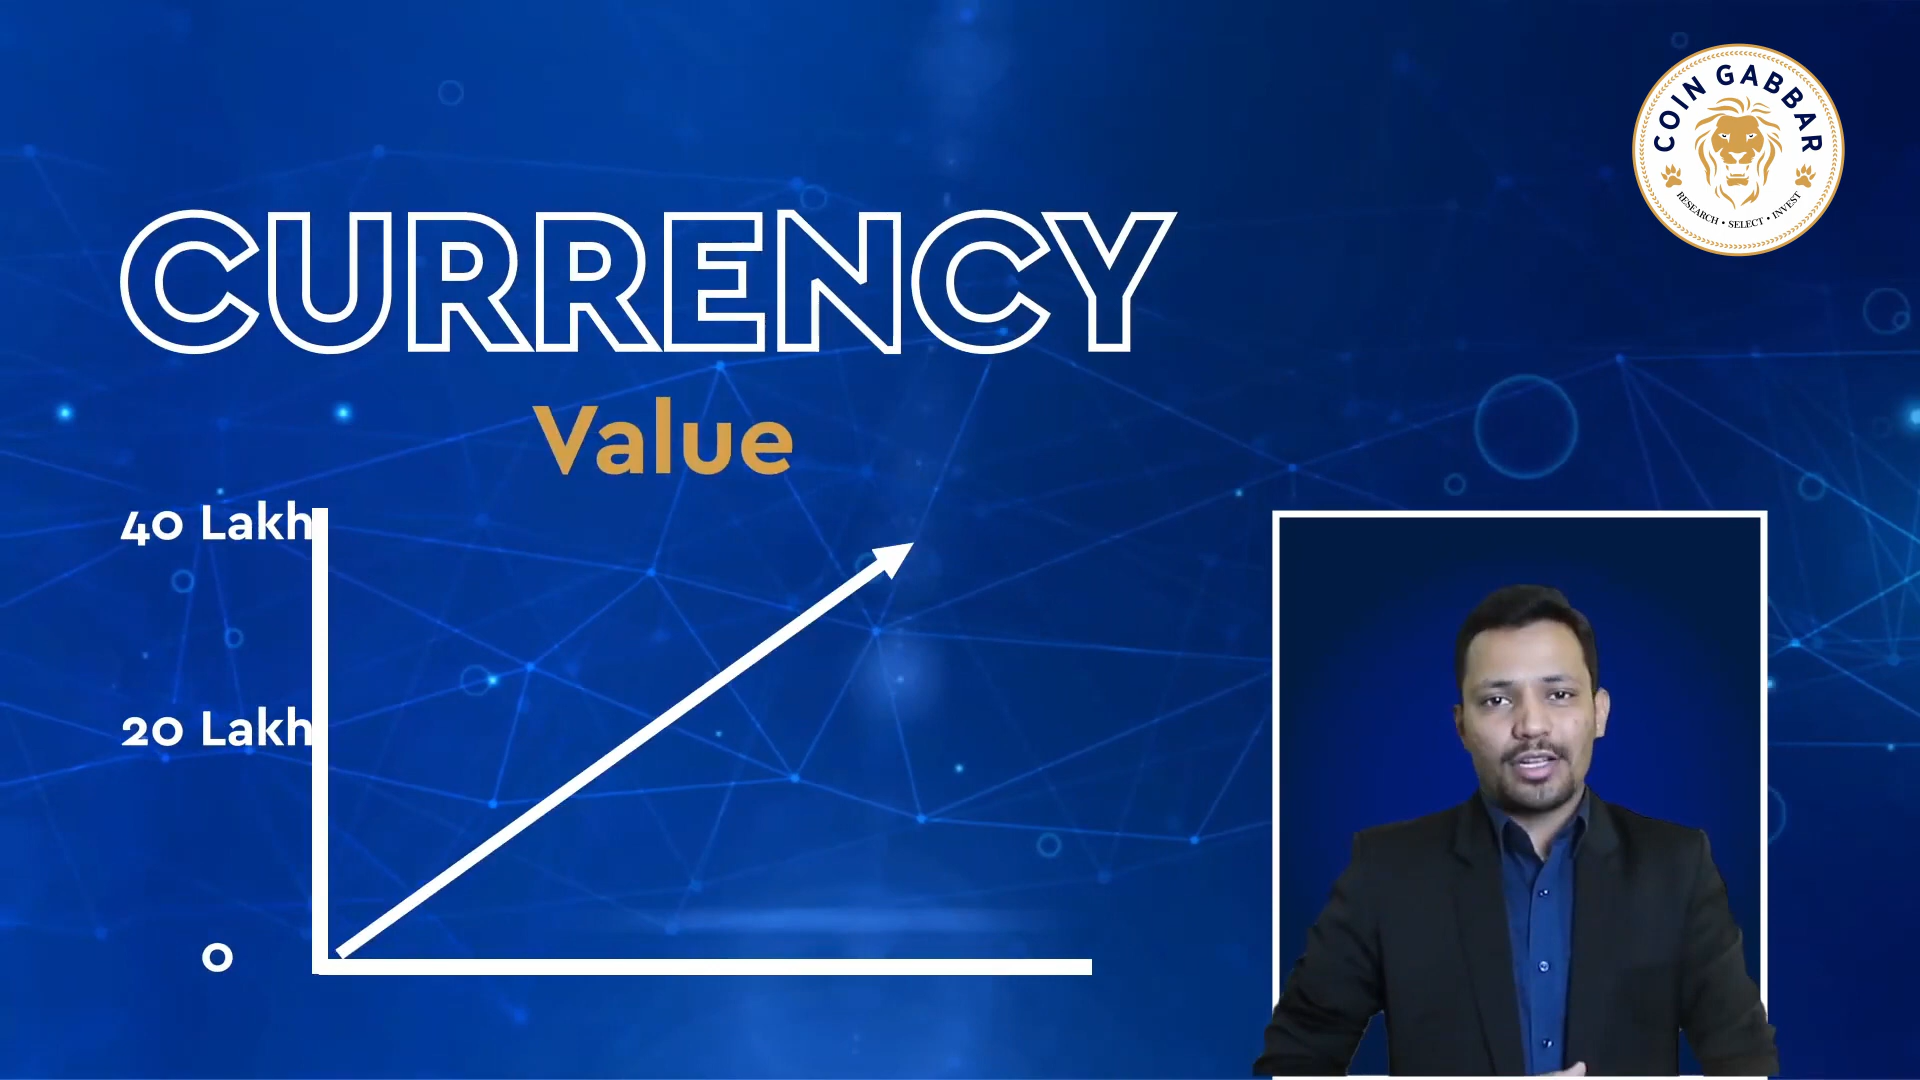 COIN GABBAR
RESEARCH • SELECT • INVEST
CURRENCY
Value
40 Lakh
20 Lakh
0